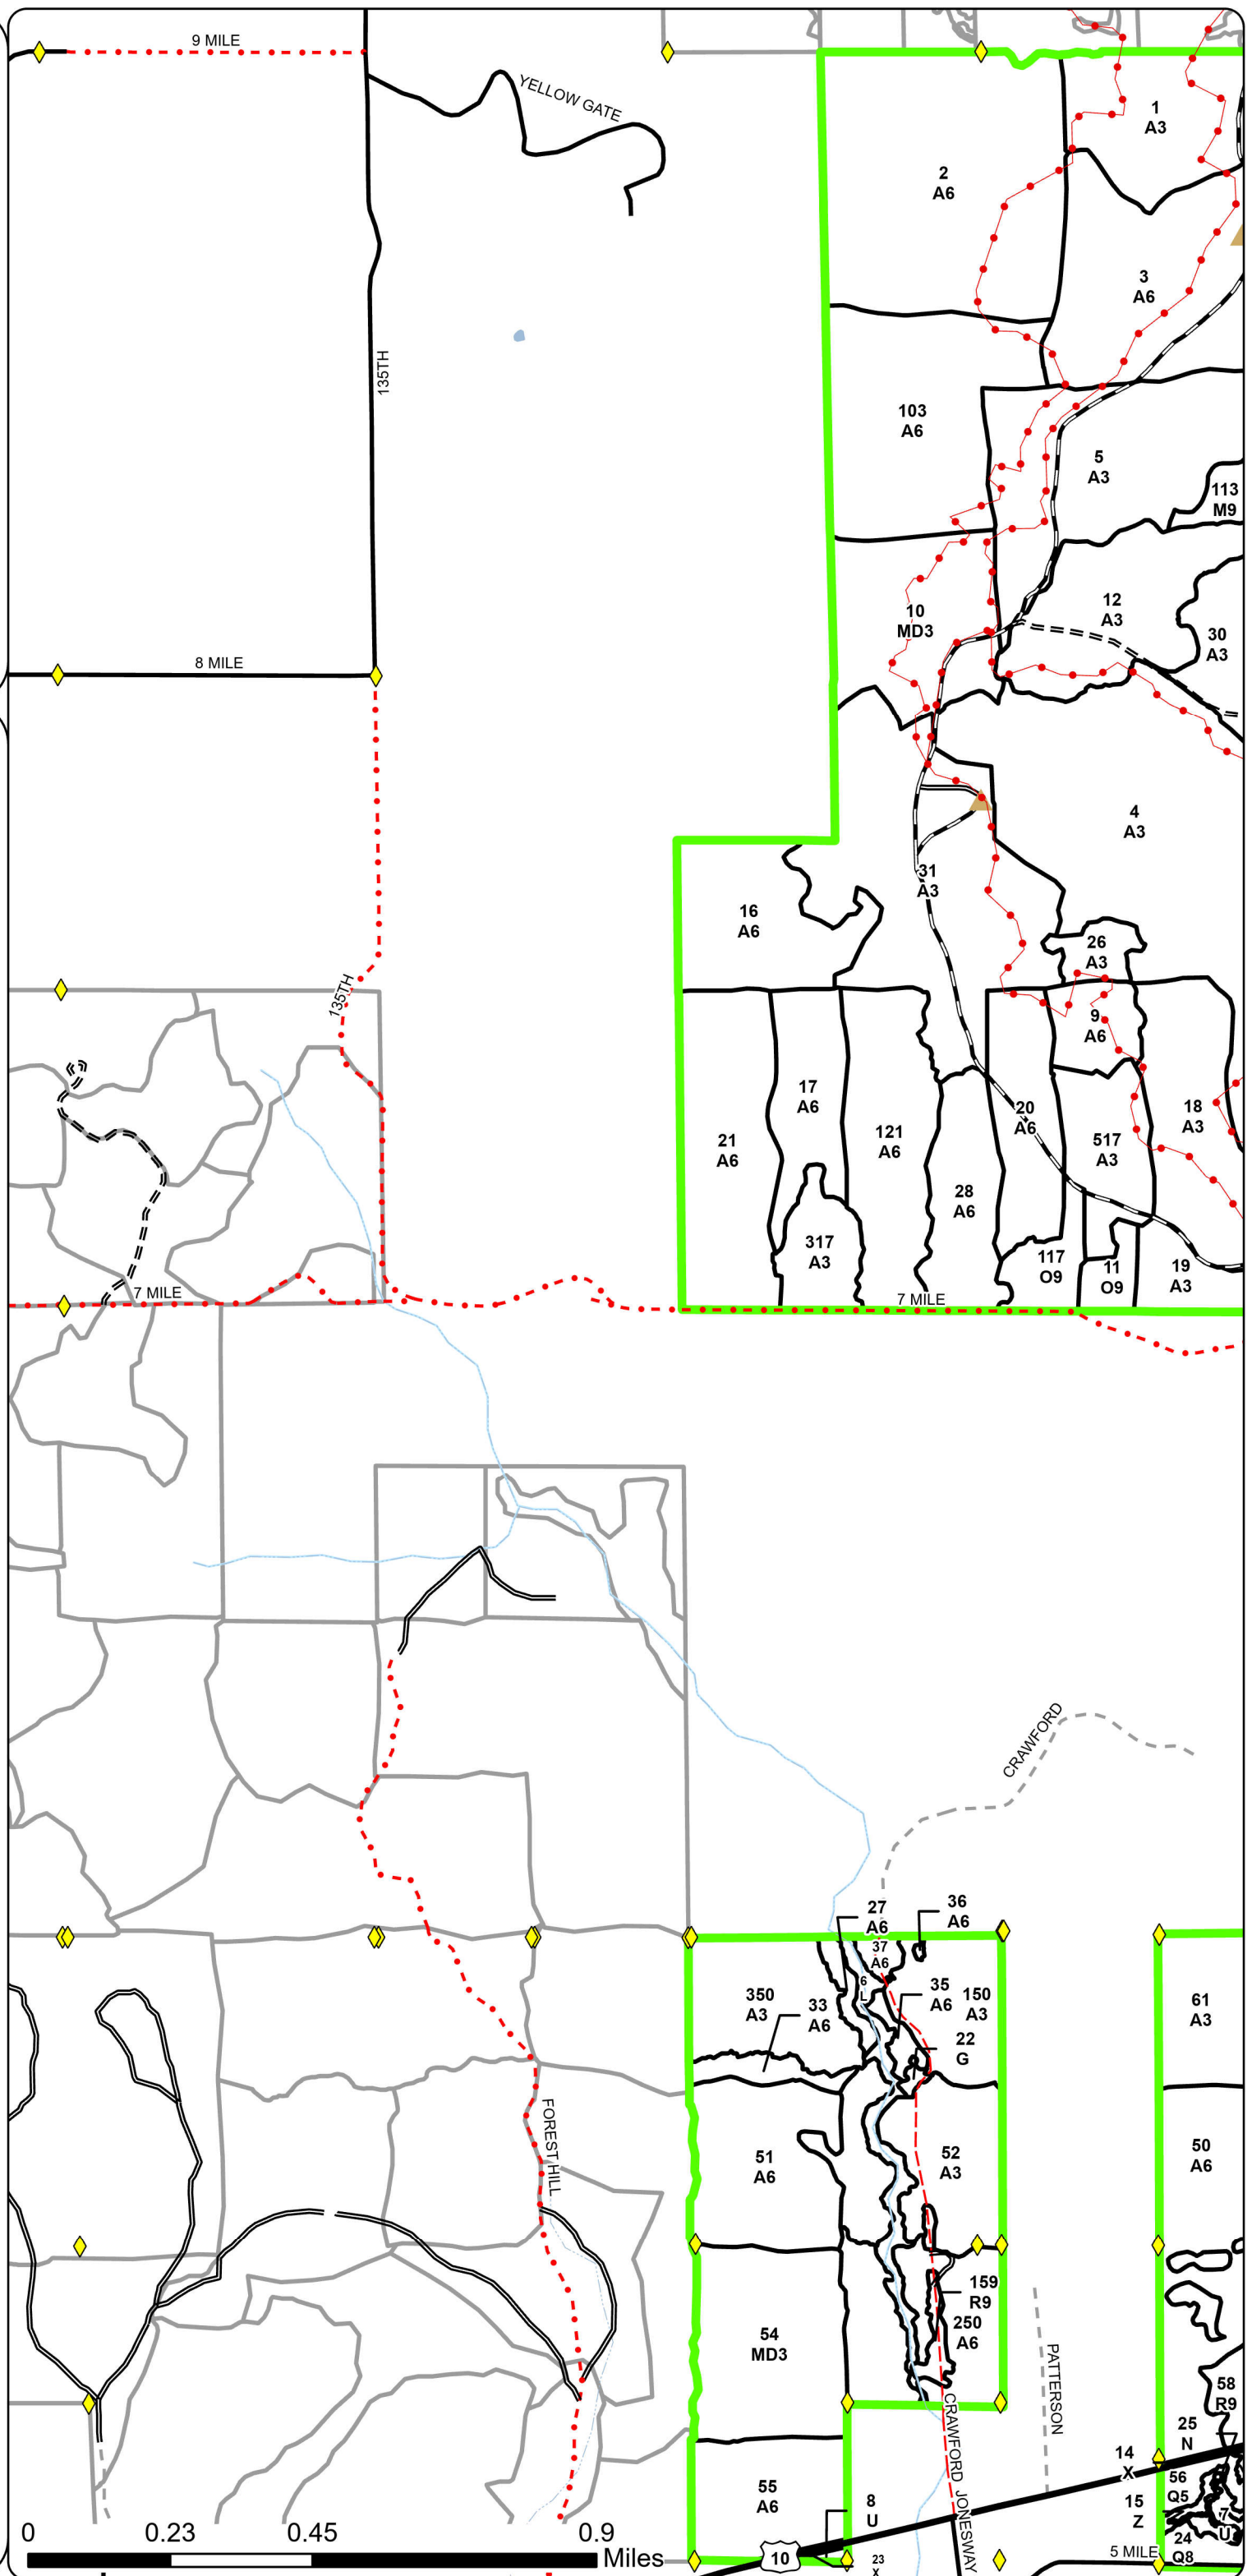 9 MILE
YELLOW GATE
1
A3
2
A6
3
A6
135TH
103
A6
5
A3
113
M9
12
A3
10
MD3
30
A3
8 MILE
4
A3
31
A3
16
A6
26
A3
135TH
9
A6
17
A6
20
A6
18
A3
21
A6
121
A6
517
A3
28
A6
317
A3
117
O9
11
O9
19
A3
7 MILE
7 MILE
CRAWFORD
27
A6
36
A6
37
A6
6
L
35
A6
150
A3
350
A3
33
A6
61
A3
22
G
FOREST HILL
51
A6
52
A3
50
A6
159
R9
250
A6
54
MD3
PATTERSON
58
R9
CRAWFORD
JONESWAY
25
N
14
X
56
Q5
55
A6
8
U
15
Z
7
U
24
Q8
5 MILE
10
23
X
0 0.23 0.45 0.9
Miles